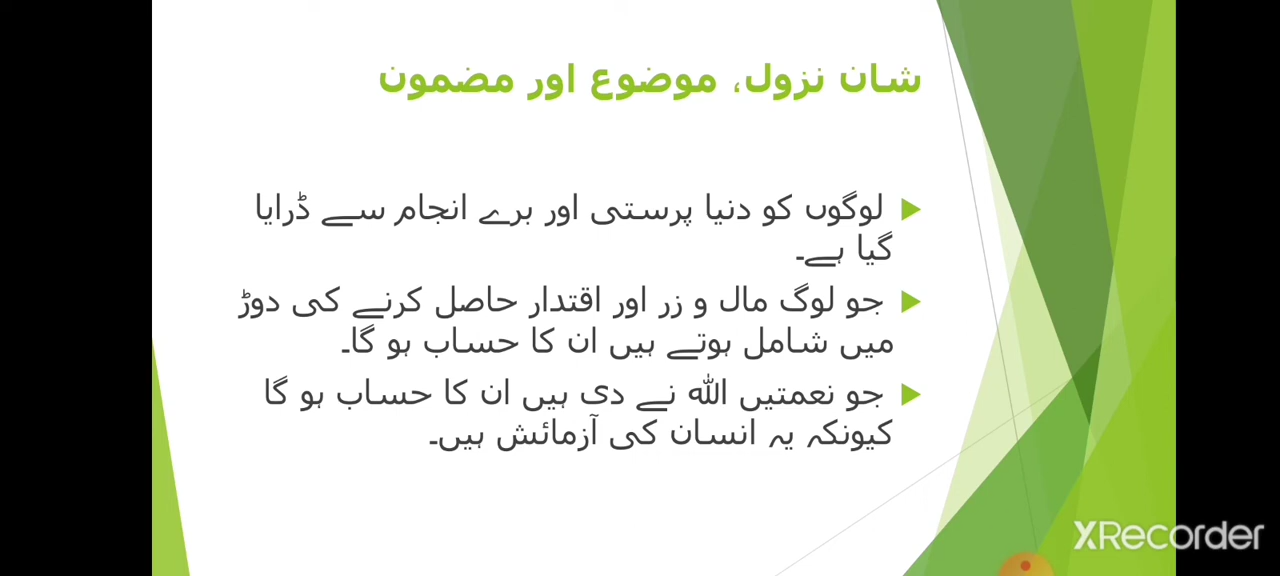 شان نزول، موضوع اور مضمون
لوگوں کو دنیا پرستی اور برے انجام سے ڈرایا
گیا ہے۔
جو لوگ مال و زر اور اقتدار حاصل کرنے کی دوڑ
میں شامل ہوتے ہیں ان کا حساب ہو گا۔
جو نعمتیں اللہ نے دی ہیں ان کا حساب ہو گا
کیونکہ یہ انسان کی آزمائش ہیں۔
XRecorder